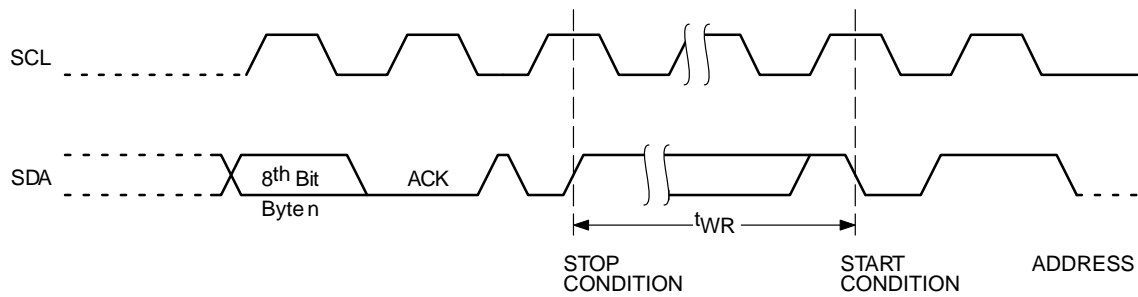 SCL
SDA
8th Bit
ACK
Byte n
tWR
STOP
CONDITION
START
CONDITION
ADDRESS